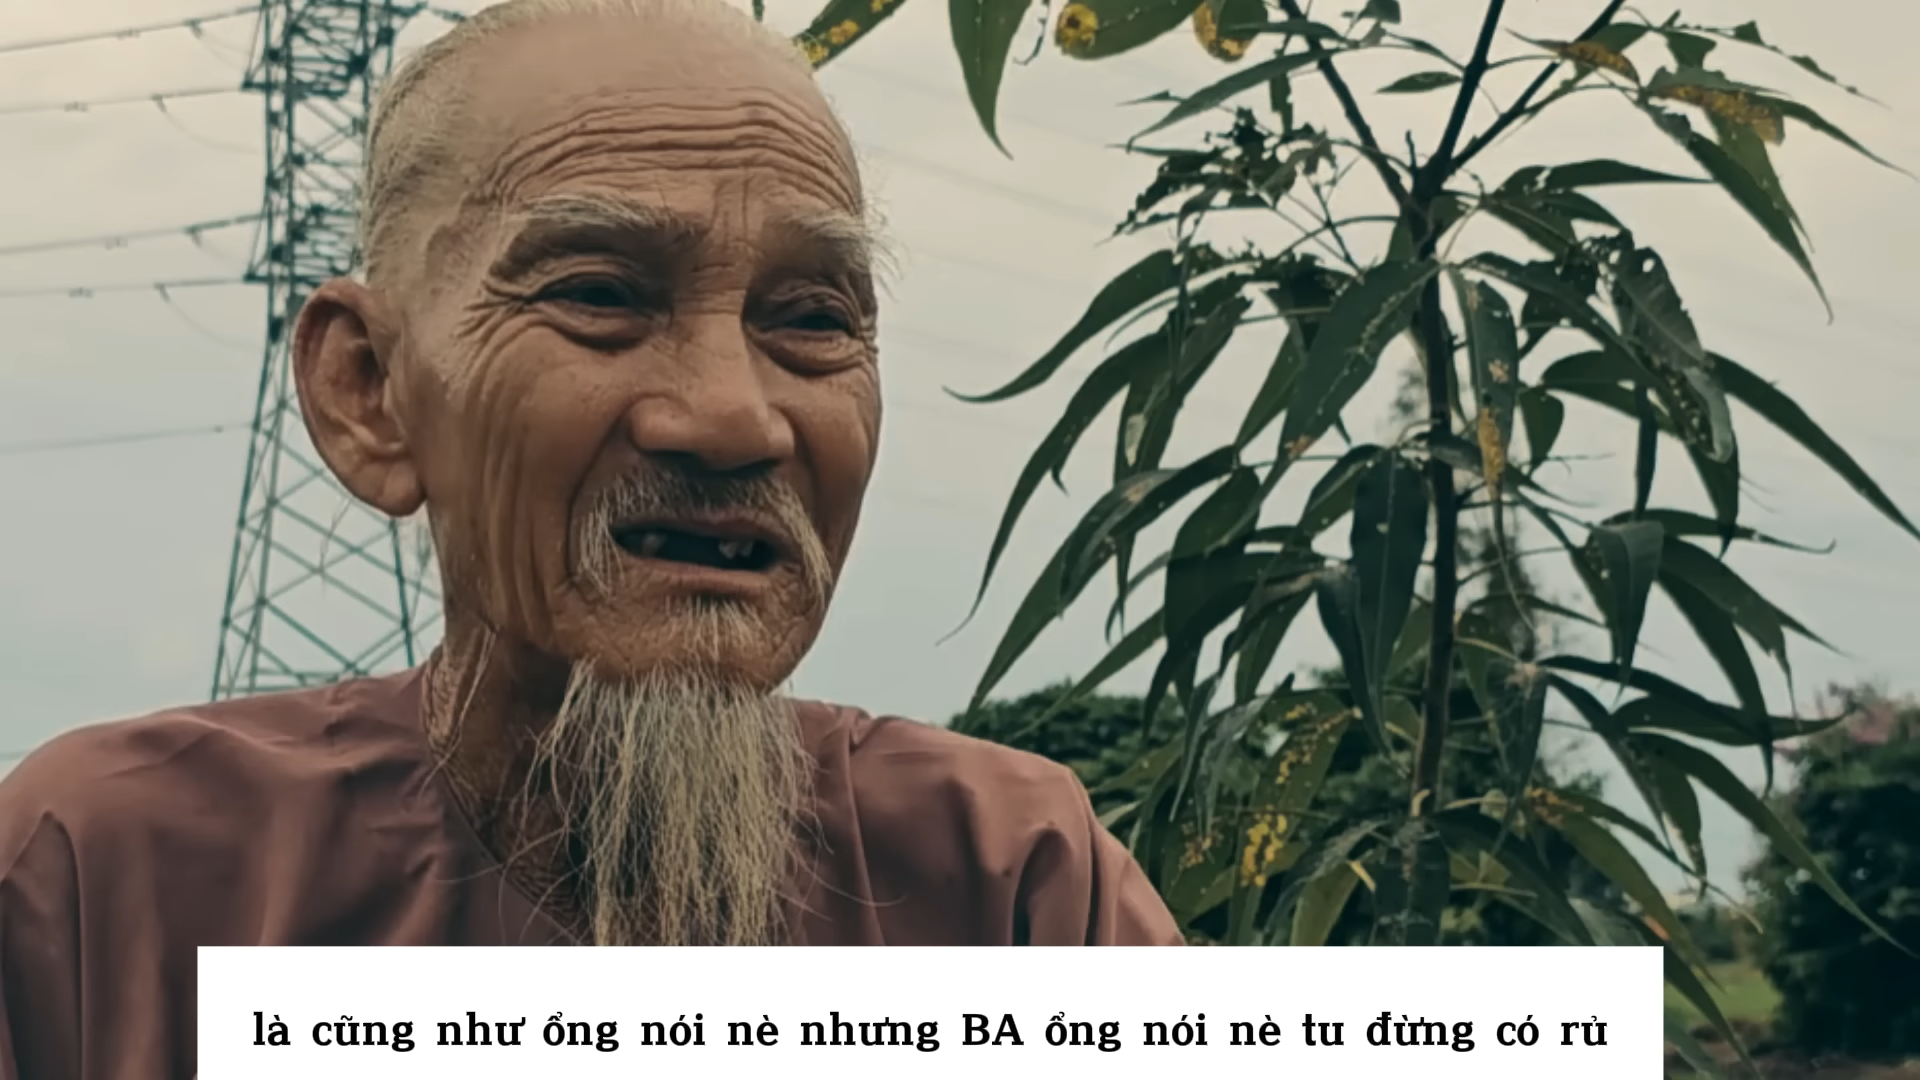 là cũng như ổng nói nè nhưng BA ổng nói nè tu đừng có rủ